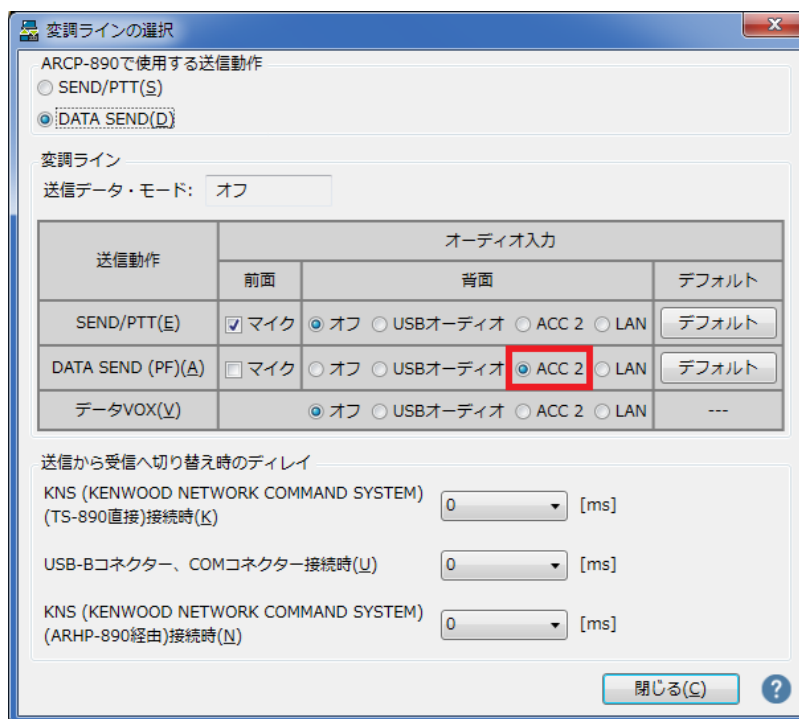 変調ラインの選択
ARCP-890で使用する送信動作
SEND/PTT(S)
DATA SEND(D)
変調ライン
送信データ・モード: オフ
送信動作 オーディオ入力
前面 背面 デフォルト
SEND/PTT(E) マイク オフ USBオーディオ ACC 2 LAN デフォルト
DATA SEND (PF)(A) マイク オフ USBオーディオ ACC 2 LAN デフォルト
データVOX(V) オフ USBオーディオ ACC 2 LAN ---
送信から受信へ切り替え時のディレイ
KNS (KENWOOD NETWORK COMMAND SYSTEM)
(TS-890直接)接続時(K) 0 [ms]
USB-Bコネクター、COMコネクター接続時(U) 0 [ms]
KNS (KENWOOD NETWORK COMMAND SYSTEM)
(ARHP-890経由)接続時(N) 0 [ms]
閉じる(C) ?